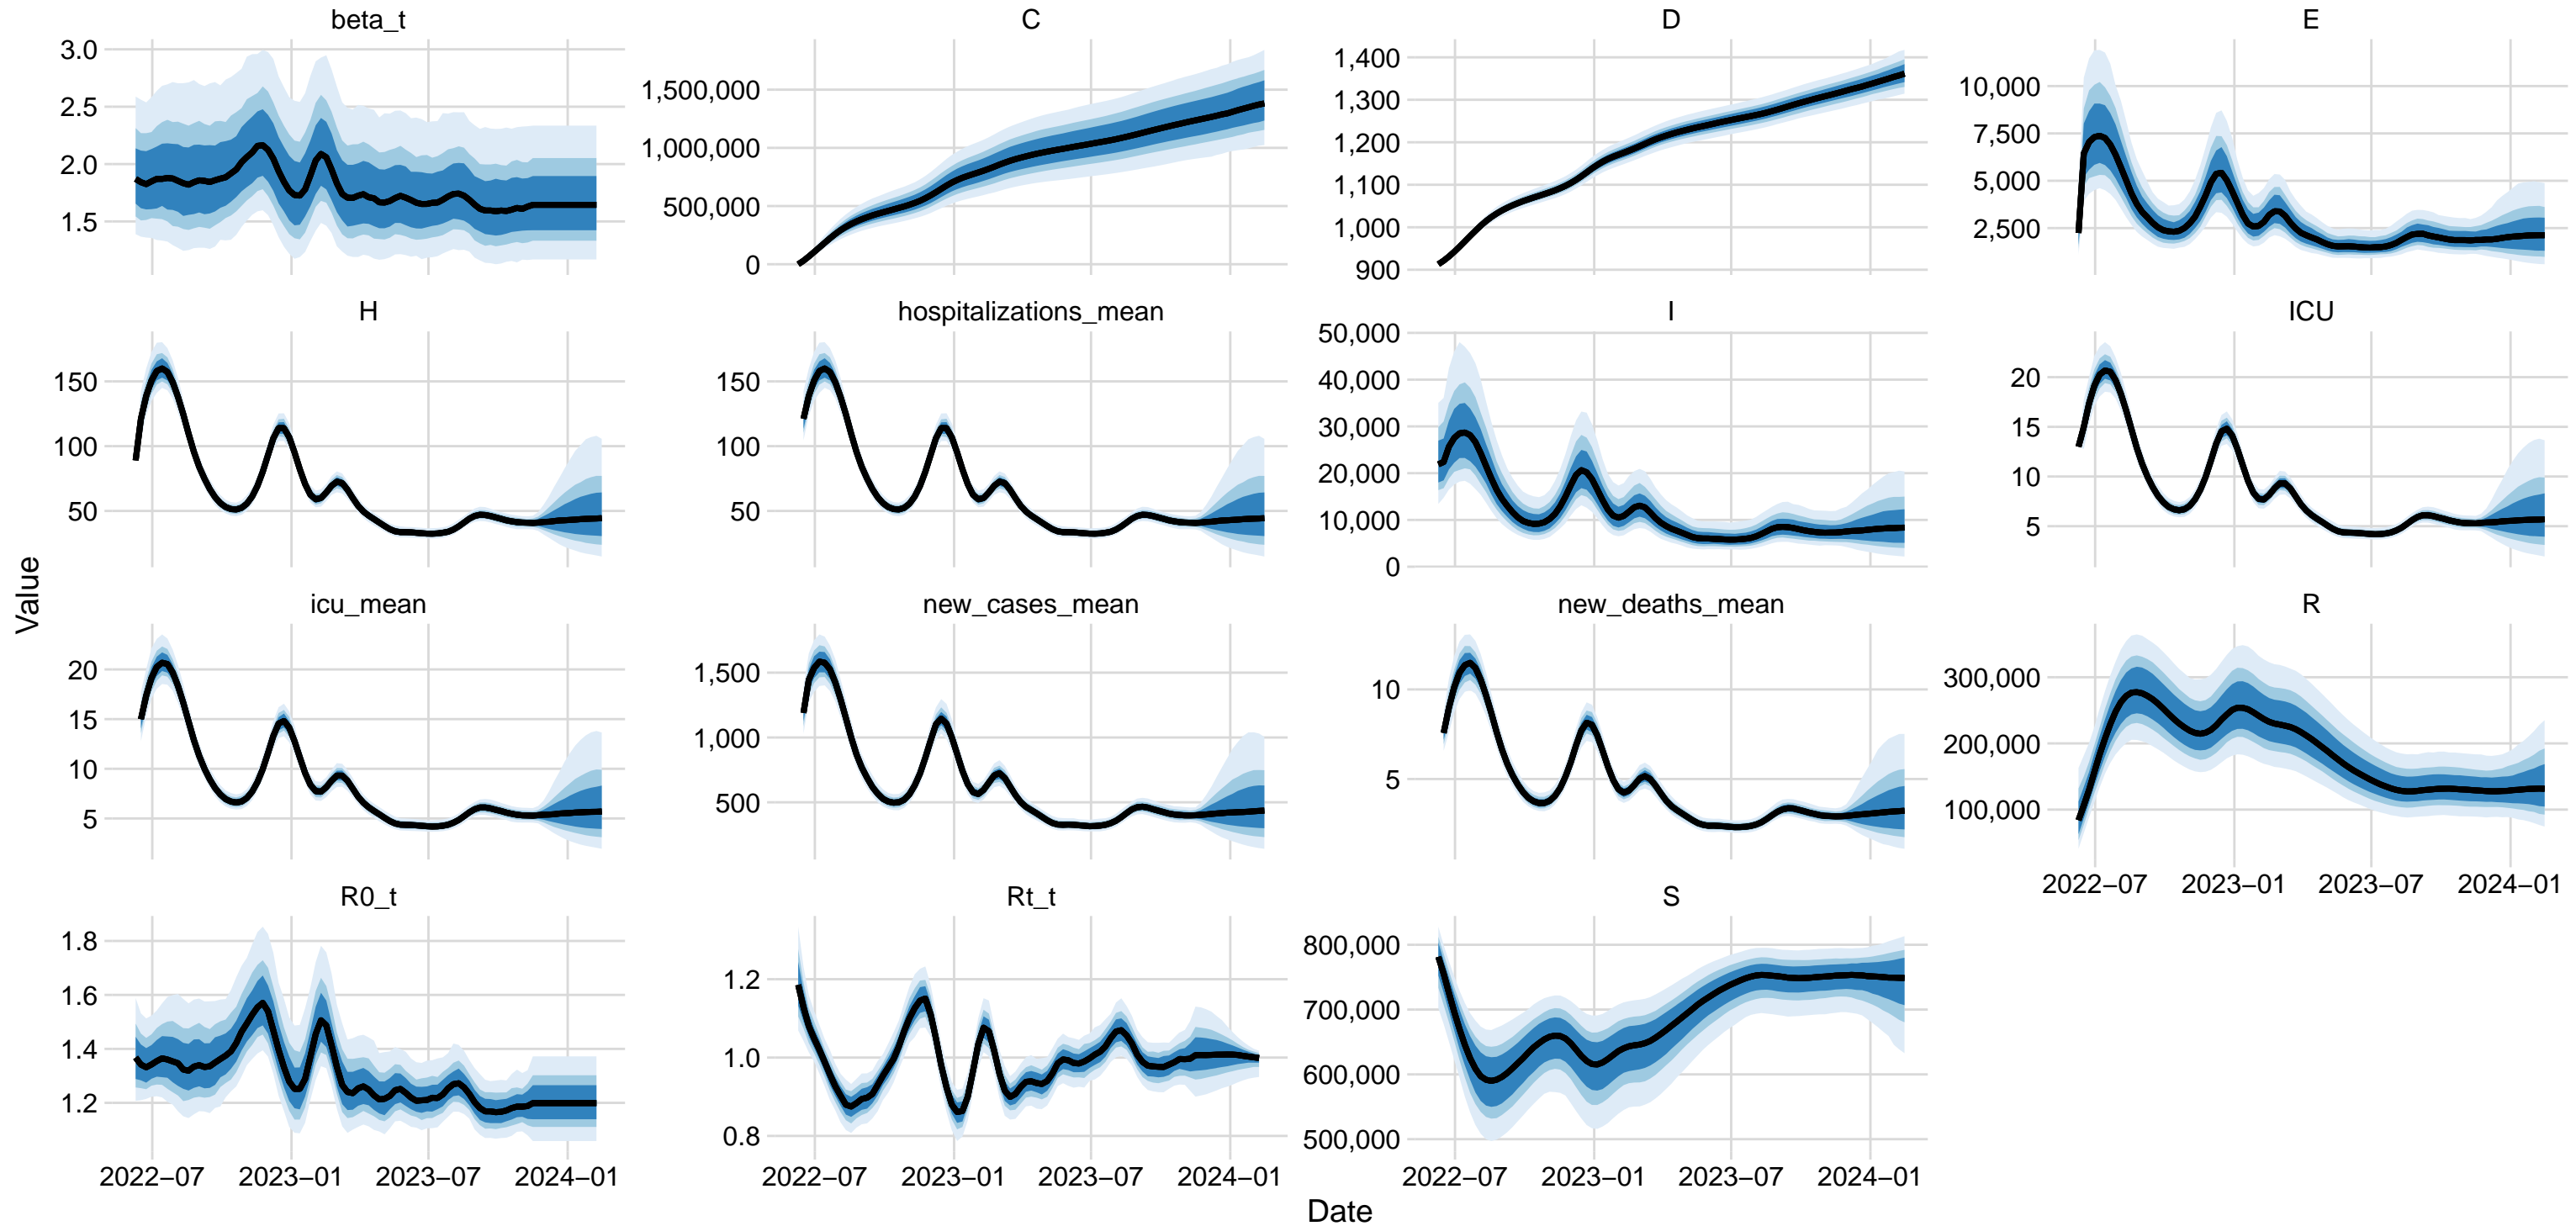 beta_t
C
D
E
3.0
2.5
2.0
1.5
1,500,000
1,000,000
500,000
0
1,400
1,300
1,200
1,100
1,000
900
10,000
7,500
5,000
2,500
H
hospitalizations_mean
I
ICU
150
100
50
150
100
50
50,000
40,000
30,000
20,000
10,000
0
20
15
10
5
Value
icu_mean
new_cases_mean
new_deaths_mean
R
20
15
10
5
1,500
1,000
500
10
5
300,000
200,000
100,000
2022−07 2023−01 2023−07 2024−01
R0_t
Rt_t
S
1.8
1.6
1.4
1.2
1.2
1.0
0.8
800,000
700,000
600,000
500,000
2022−07 2023−01 2023−07 2024−01
2022−07 2023−01 2023−07 2024−01
2022−07 2023−01 2023−07 2024−01
Date